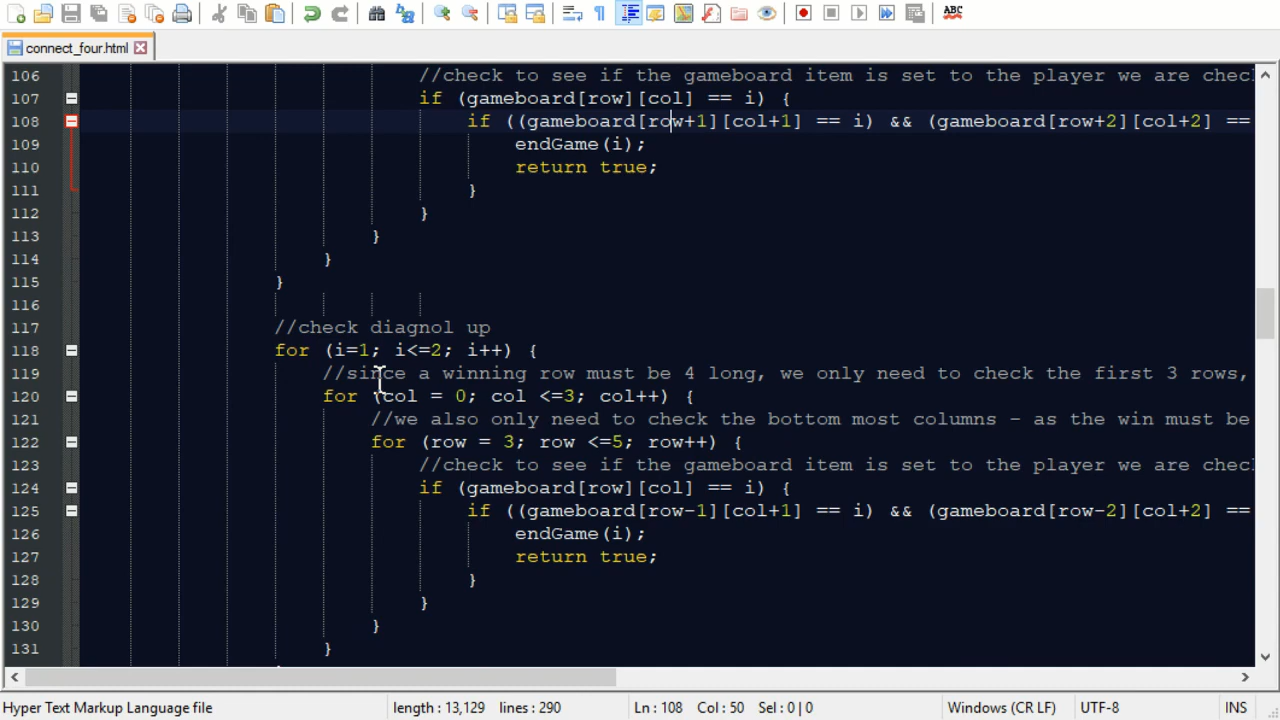 ABC
connect_four.html
106 //check to see if the gameboard item is set to the player we are chec
107 if (gameboard[row][col] == i) {
108 if ((gameboard[row+1][col+1] == i) && (gameboard[row+2][col+2] ==
109 endGame(i);
110 return true;
111 }
112 }
113 }
114 }
115 }
116
117 //check diagnol up
118 for (i=1; i<=2; i++) {
119 //since a winning row must be 4 long, we only need to check the first 3 rows,
120 for (col = 0; col <=3; col++) {
121 //we also only need to check the bottom most columns - as the win must be
122 for (row = 3; row <=5; row++) {
123 //check to see if the gameboard item is set to the player we are chec
124 if (gameboard[row][col] == i) {
125 if ((gameboard[row-1][col+1] == i) && (gameboard[row-2][col+2] ==
126 endGame(i);
127 return true;
128 }
129 }
130 }
131 }
Hyper Text Markup Language file length : 13,129 lines : 290 Ln : 108 Col : 50 Sel : 0 | 0 Windows (CR LF) UTF-8 INS